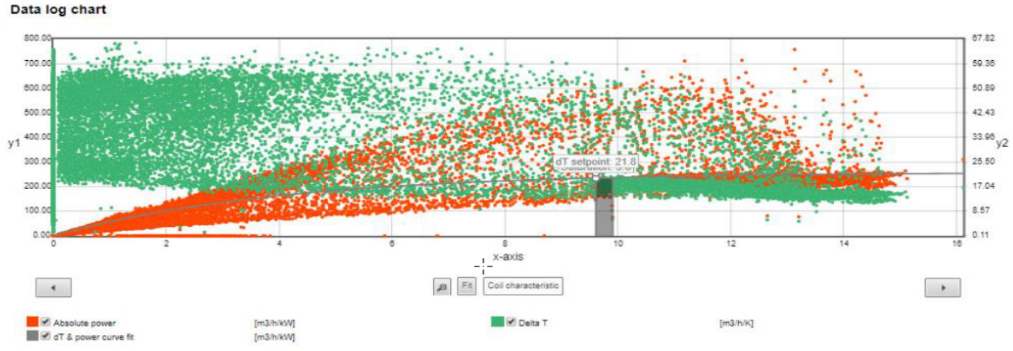 Data log chart
800.00 67.82
700.00 59.36
600.00 50.89
500.00 42.43
y1 400.00 33.96 y2
300.00 25.50
dT setpoint: 21.8
200.00 17.04
100.00 8.57
0.00 0.11
0 2 4 6 8 10 12 14 16
x-axis
Fit Coil characteristic
Absolute power [m3/h/kW] Delta T [m3/h/K]
dT & power curve fit [m3/h/kW]